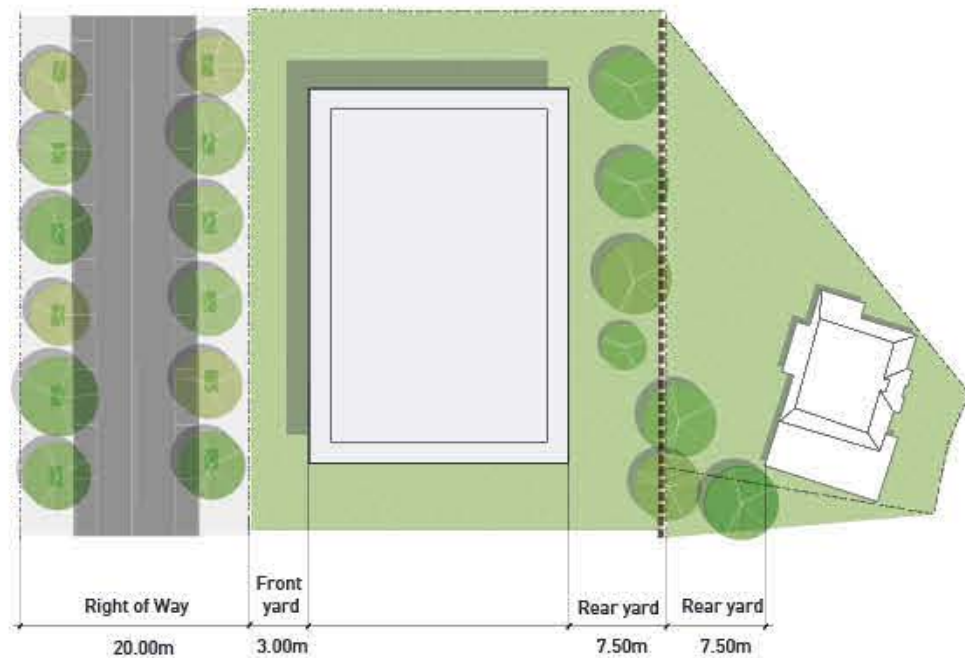 Right of Way
Front
yard
Rear yard
Rear yard
20.00m
3.00m
7.50m
7.50m